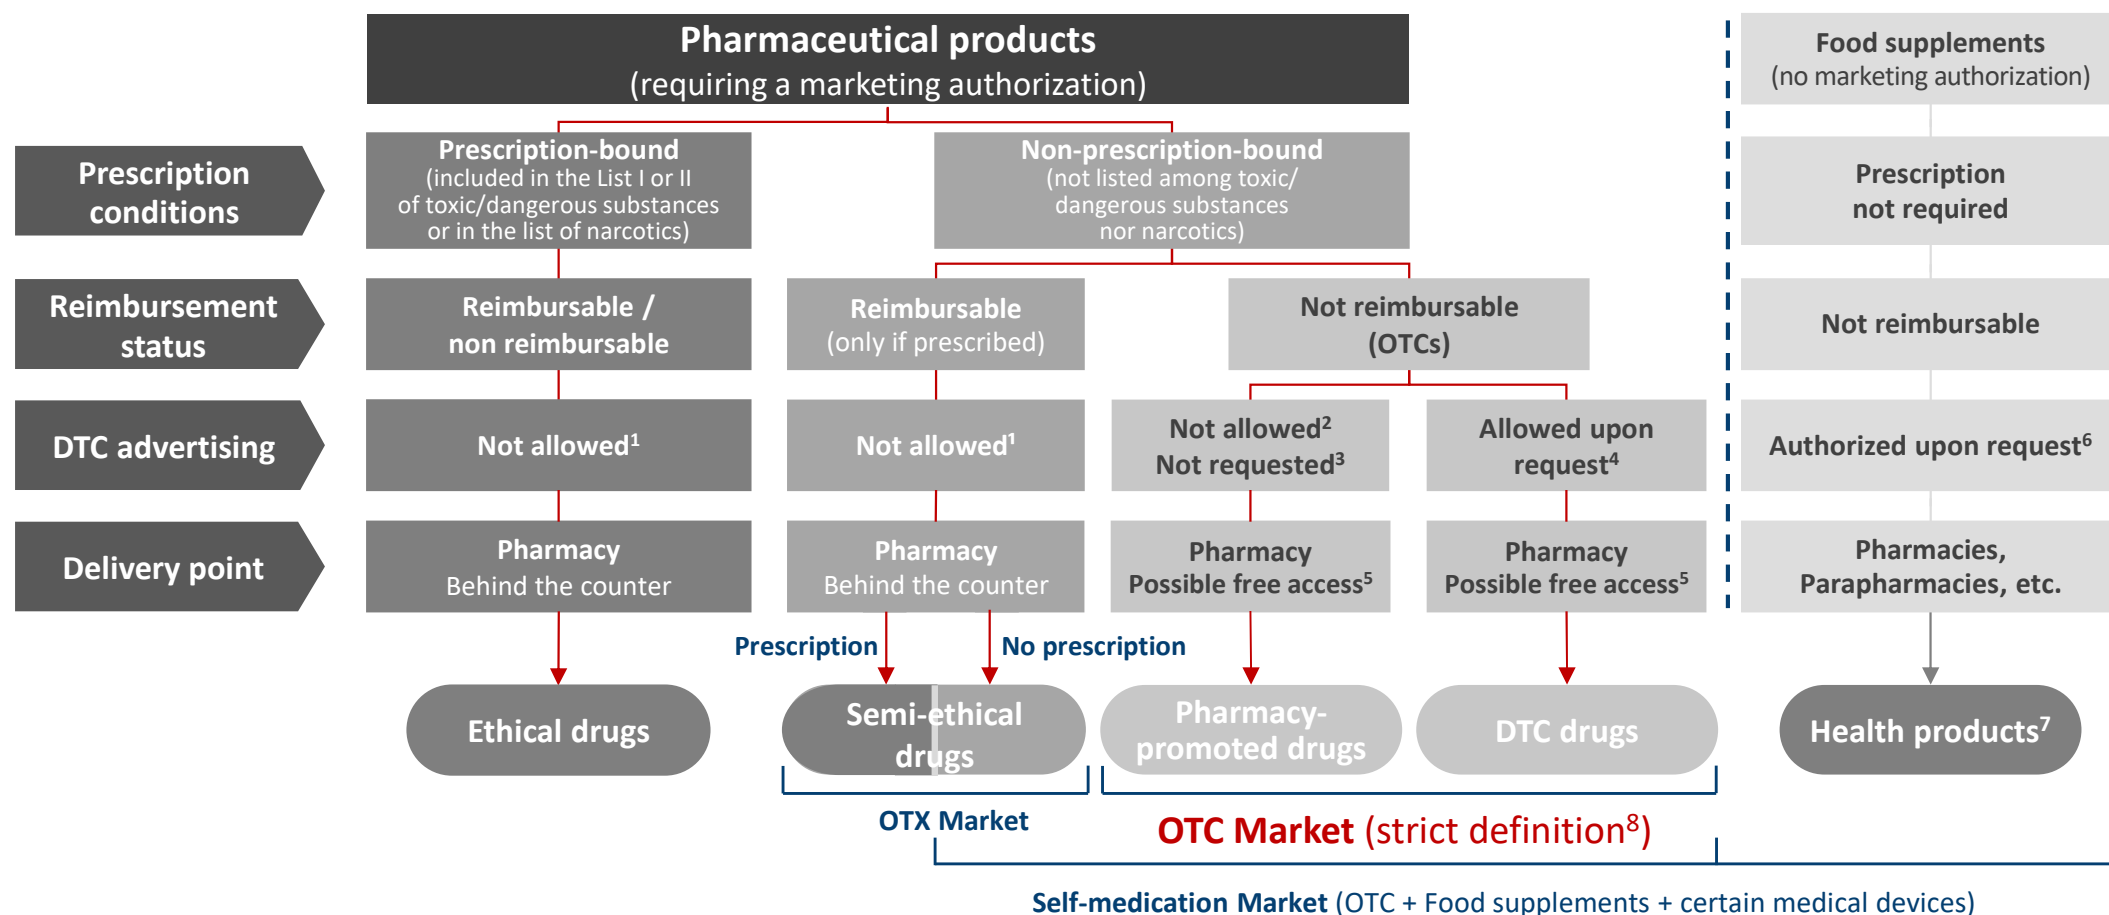 Pharmaceutical products
(requiring a marketing authorization)
Food supplements
(no marketing authorization)
Prescription
conditions
Prescription-bound
(included in the List I or II
of toxic/dangerous substances
or in the list of narcotics)
Non-prescription-bound
(not listed among toxic/
dangerous substances
nor narcotics)
Prescription
not required
Reimbursement
status
Reimbursable /
non reimbursable
Reimbursable
(only if prescribed)
Not reimbursable
(OTCs)
Not reimbursable
DTC advertising
Not allowed¹
Not allowed¹
Not allowed²
Not requested³
Allowed upon
request⁴
Authorized upon request⁶
Delivery point
Pharmacy
Behind the counter
Pharmacy
Behind the counter
Pharmacy
Possible free access⁵
Pharmacy
Possible free access⁵
Pharmacies,
Parapharmacies, etc.
Prescription
No prescription
Ethical drugs
Semi-ethical
drugs
Pharmacy-
promoted drugs
DTC drugs
Health products⁷
OTX Market
OTC Market (strict definition⁸)
Self-medication Market (OTC + Food supplements + certain medical devices)